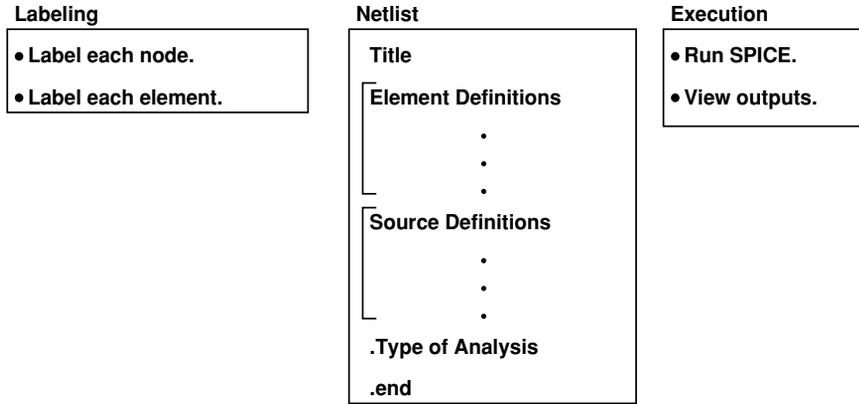 Labeling
• Label each node.
• Label each element.
Netlist
Title
Element Definitions
.
.
.
Source Definitions
.
.
.
.Type of Analysis
.end
Execution
• Run SPICE.
• View outputs.